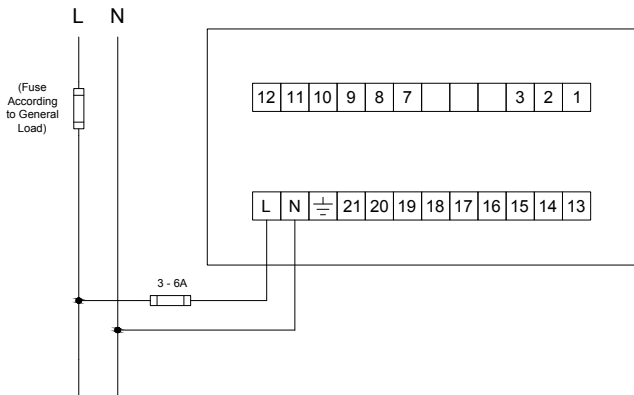 L N
(Fuse
According
to General
Load)
12 11 10 9 8 7 3 2 1
L N 21 20 19 18 17 16 15 14 13
3 - 6A